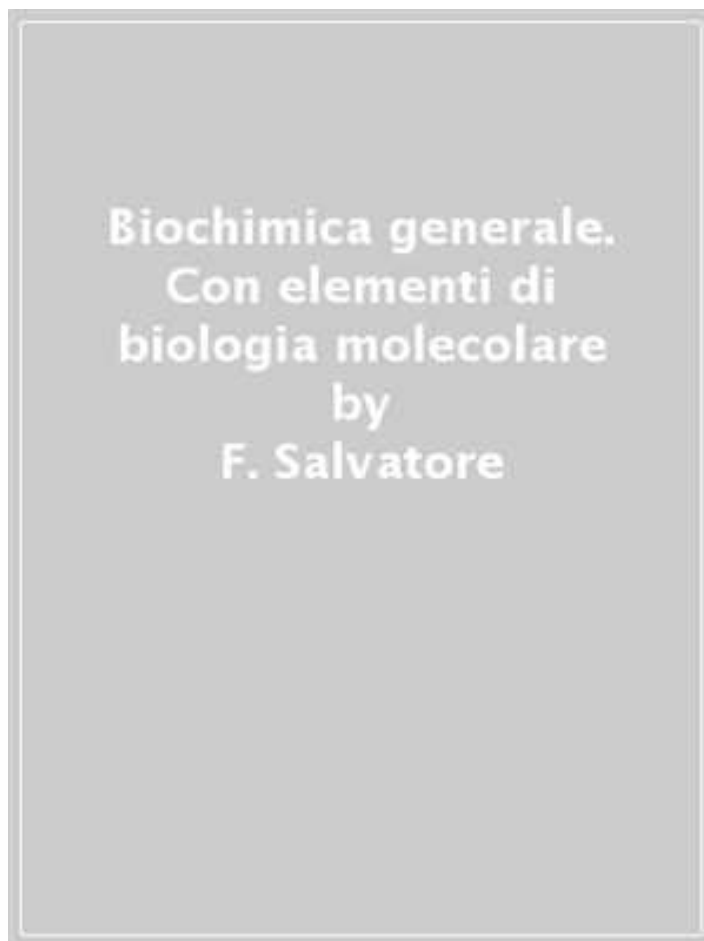 Biochimica generale.
Con elementi di
biologia molecolare
by
F. Salvatore